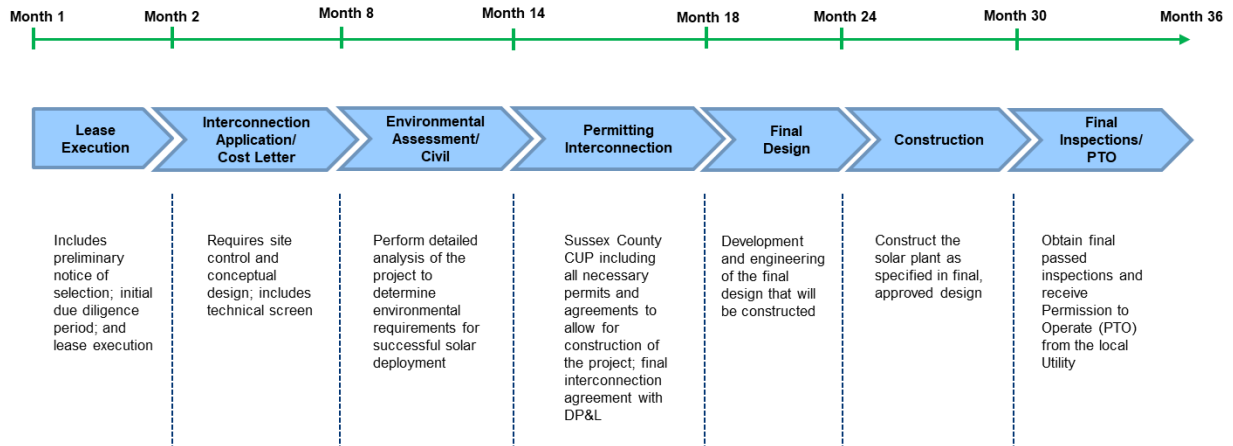 Month 1
Month 2
Month 8
Month 14
Month 18
Month 24
Month 30
Month 36
Lease
Execution
Interconnection
Application/
Cost Letter
Environmental
Assessment/
Civil
Permitting
Interconnection
Final
Design
Construction
Final
Inspections/
PTO
Includes
preliminary
notice of
selection; initial
due diligence
period; and
lease execution
Requires site
control and
conceptual
design; includes
technical screen
Perform detailed
analysis of the
project to
determine
environmental
requirements for
successful solar
deployment
Sussex County
CUP including
all necessary
permits and
agreements to
allow for
construction of
the project; final
interconnection
agreement with
DP&L
Development
and engineering
of the final
design that will
be constructed
Construct the
solar plant as
specified in final,
approved design
Obtain final
passed
inspections and
receive
Permission to
Operate (PTO)
from the local
Utility